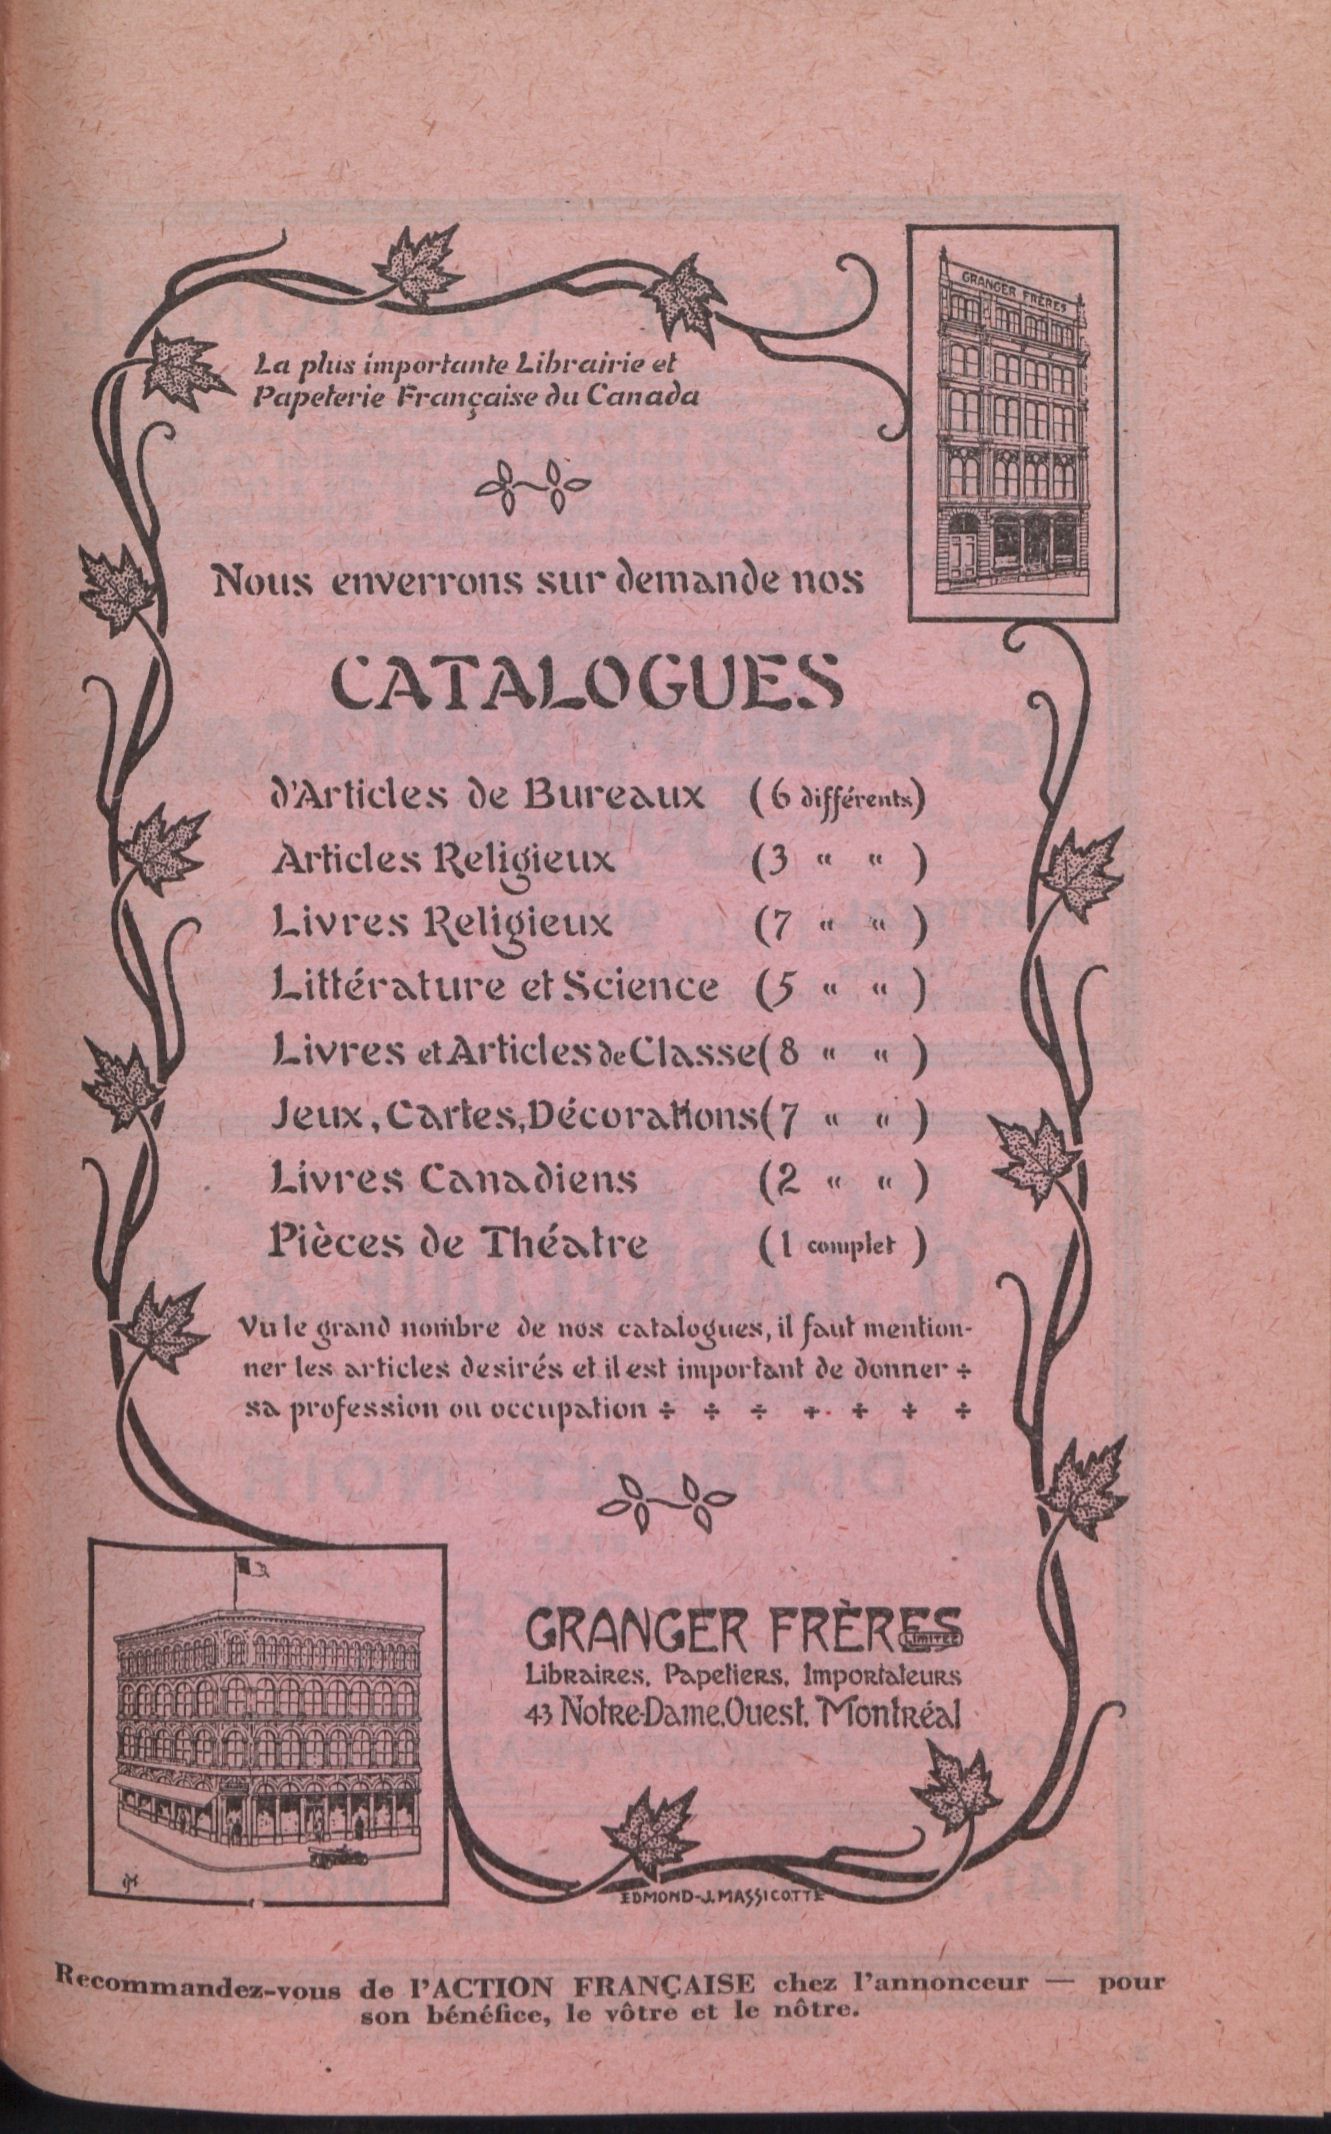 GRANGER FRÈRES
La plus importante Librairie et
Papeterie Française du Canada
Nous enverrons sur demande nos
CATALOGUES
d'Articles de Bureaux (6 différents)
Articles Religieux (3 " " )
Livres Religieux (7 " " )
Littérature et Science (5 " " )
Livres et Articles de Classe (8 " " )
Jeux, Cartes, Décorations (7 " " )
Livres Canadiens (2 " " )
Pièces de Théatre (1 complet )
Vu le grand nombre de nos catalogues, il faut mention-
ner les articles desirés et il est important de donner ÷
sa profession ou occupation ÷ ÷ ÷ ÷ ÷ ÷ ÷
GRANGER FRÈRES LIMITÉE
Libraires, Papetiers, Importateurs
43 Notre-Dame, Ouest, Montréal
EDMOND-J. MASSICOTTE
Recommandez-vous de l'ACTION FRANÇAISE chez l'annonceur — pour
son bénéfice, le vôtre et le nôtre.